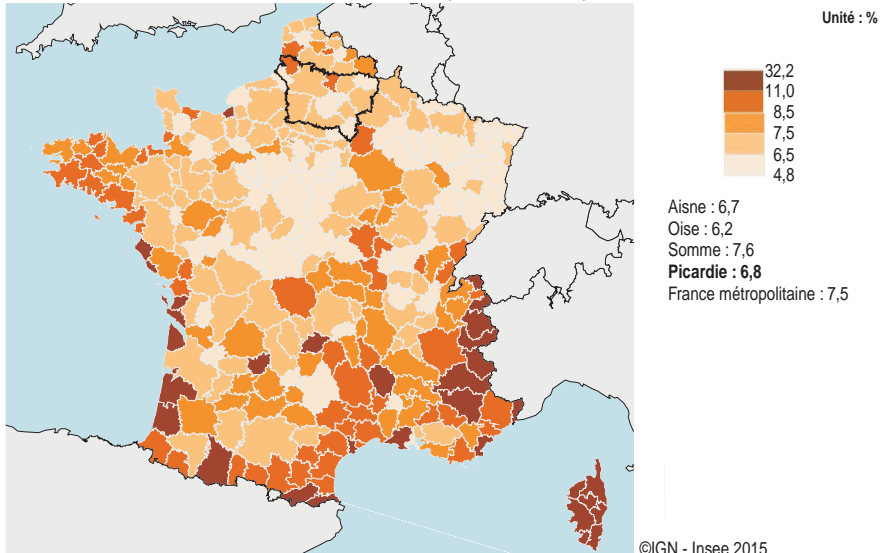 Unité : %
32,2
11,0
8,5
7,5
6,5
4,8
Aisne : 6,7
Oise : 6,2
Somme : 7,6
Picardie : 6,8
France métropolitaine : 7,5
©IGN - Insee 2015